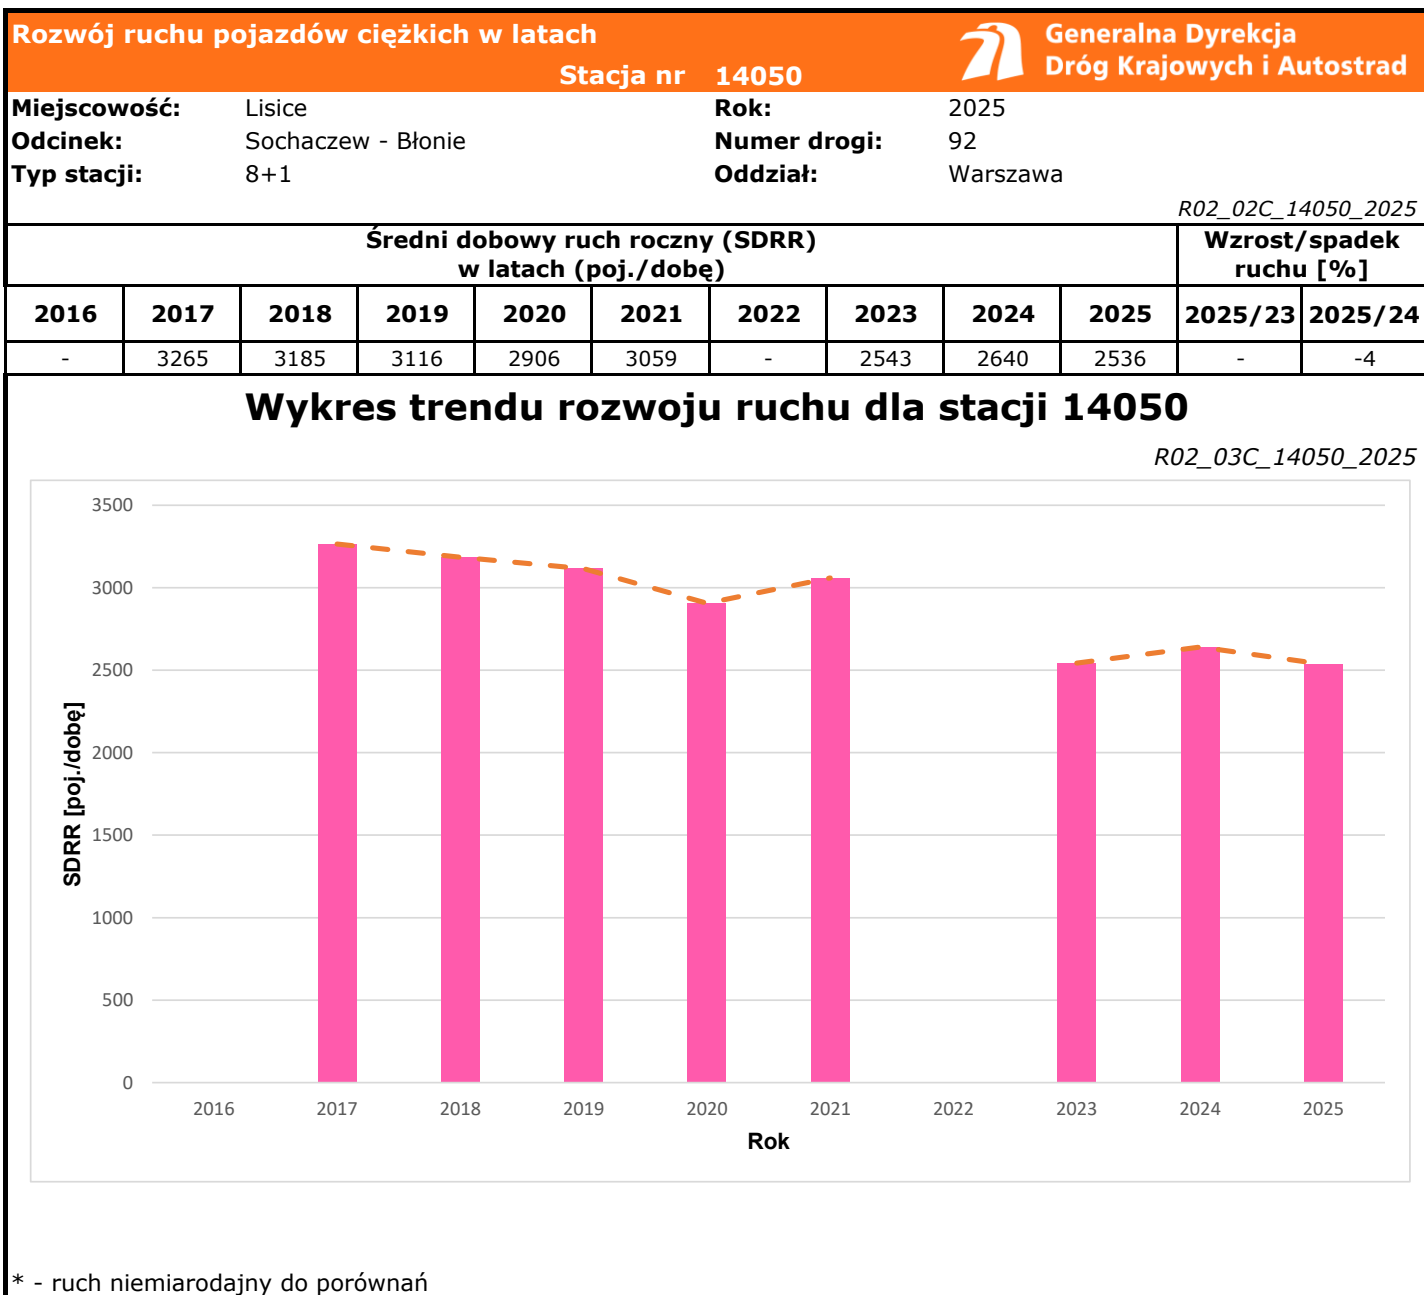 Rozwój ruchu pojazdów ciężkich w latach
Generalna Dyrekcja
Dróg Krajowych i Autostrad
Stacja nr 14050
Miejscowość: Lisice Rok: 2025
Odcinek: Sochaczew - Błonie Numer drogi: 92
Typ stacji: 8+1 Oddział: Warszawa
R02_02C_14050_2025
Średni dobowy ruch roczny (SDRR)
w latach (poj./dobę)
Wzrost/spadek
ruchu [%]
2016 2017 2018 2019 2020 2021 2022 2023 2024 2025 2025/23 2025/24
- 3265 3185 3116 2906 3059 - 2543 2640 2536 - -4
Wykres trendu rozwoju ruchu dla stacji 14050
R02_03C_14050_2025
3500
3000
2500
2000
1500
1000
500
0
SDRR [poj./dobę]
2016 2017 2018 2019 2020 2021 2022 2023 2024 2025
Rok
* - ruch niemiarodajny do porównań